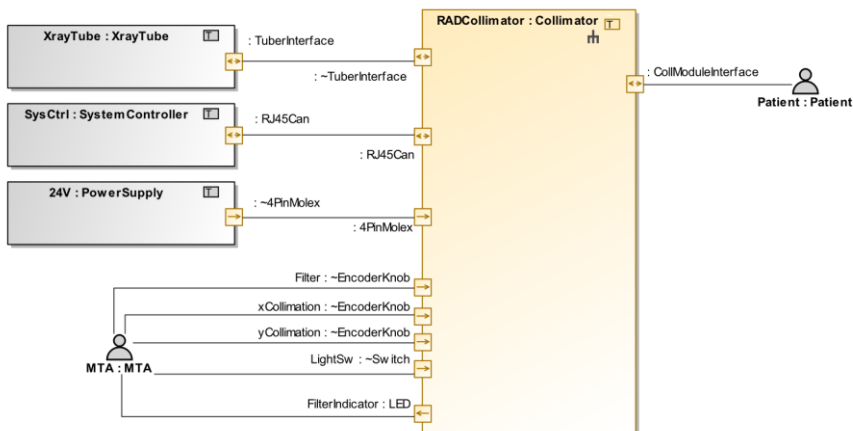 XrayTube : XrayTube
T
: TuberInterface
: ~TuberInterface
RADCollimator : Collimator
T
: CollModuleInterface
Patient : Patient
SysCtrl : SystemController
T
: RJ45Can
: RJ45Can
24V : PowerSupply
T
: ~4PinMolex
: 4PinMolex
Filter : ~EncoderKnob
xCollimation : ~EncoderKnob
yCollimation : ~EncoderKnob
LightSw : ~Switch
MTA : MTA
FilterIndicator : LED